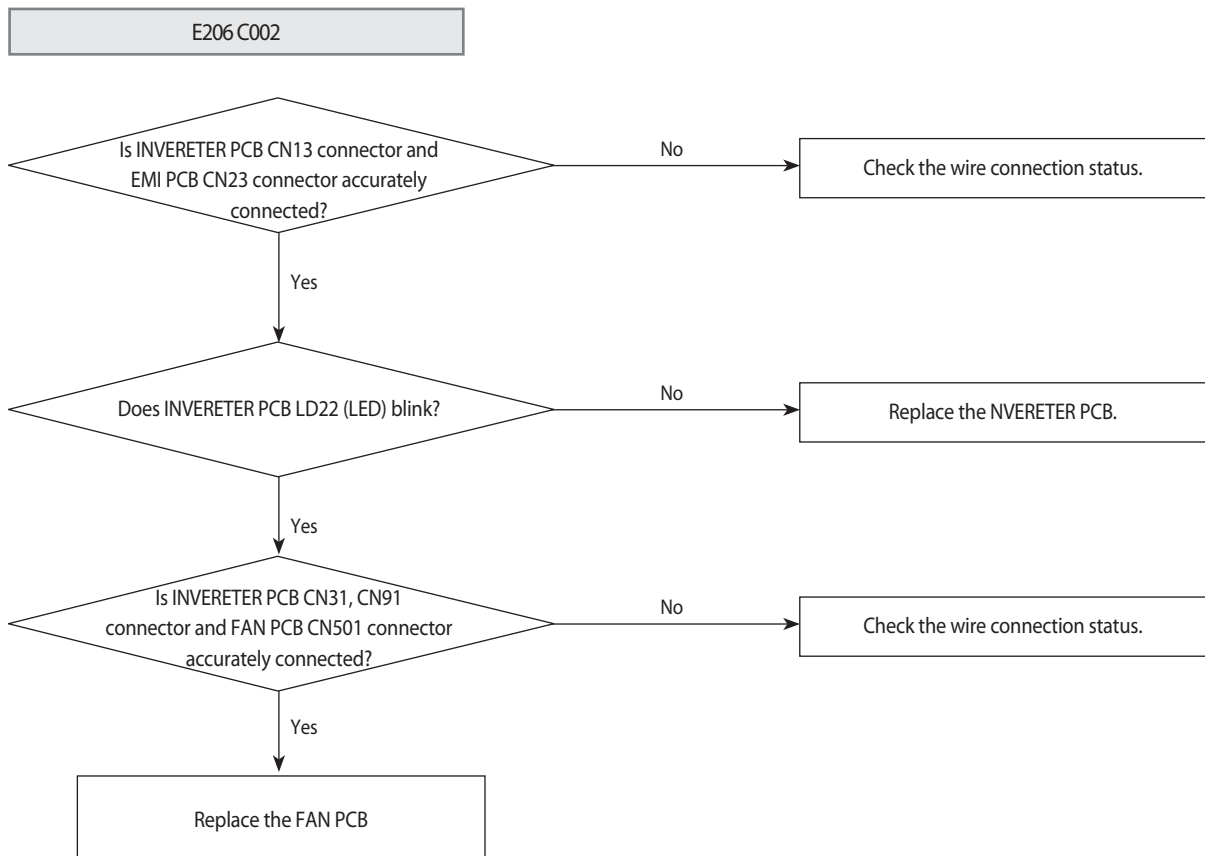 E206 C002
Is INVERETER PCB CN13 connector and
EMI PCB CN23 connector accurately
connected?
No
Check the wire connection status.
Yes
Does INVERETER PCB LD22 (LED) blink?
No
Replace the NVERETER PCB.
Yes
Is INVERETER PCB CN31, CN91
connector and FAN PCB CN501 connector
accurately connected?
No
Check the wire connection status.
Yes
Replace the FAN PCB